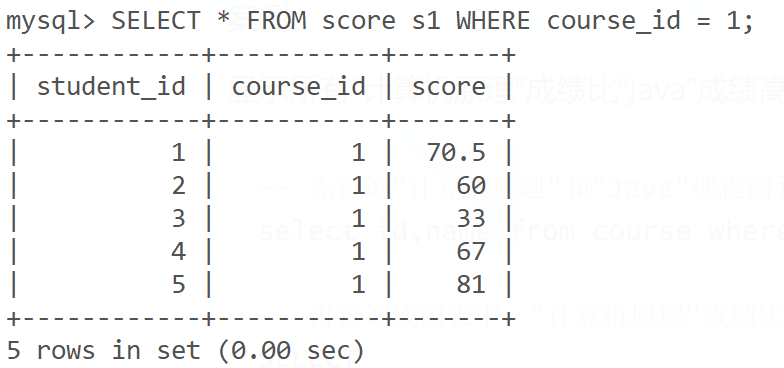 mysql> SELECT * FROM score s1 WHERE course_id = 1;
+------------+-----------+-------+
| student_id | course_id | score |
+------------+-----------+-------+
|          1 |         1 |  70.5 |
|          2 |         1 |    60 |
|          3 |         1 |    33 |
|          4 |         1 |    67 |
|          5 |         1 |    81 |
+------------+-----------+-------+
5 rows in set (0.00 sec)